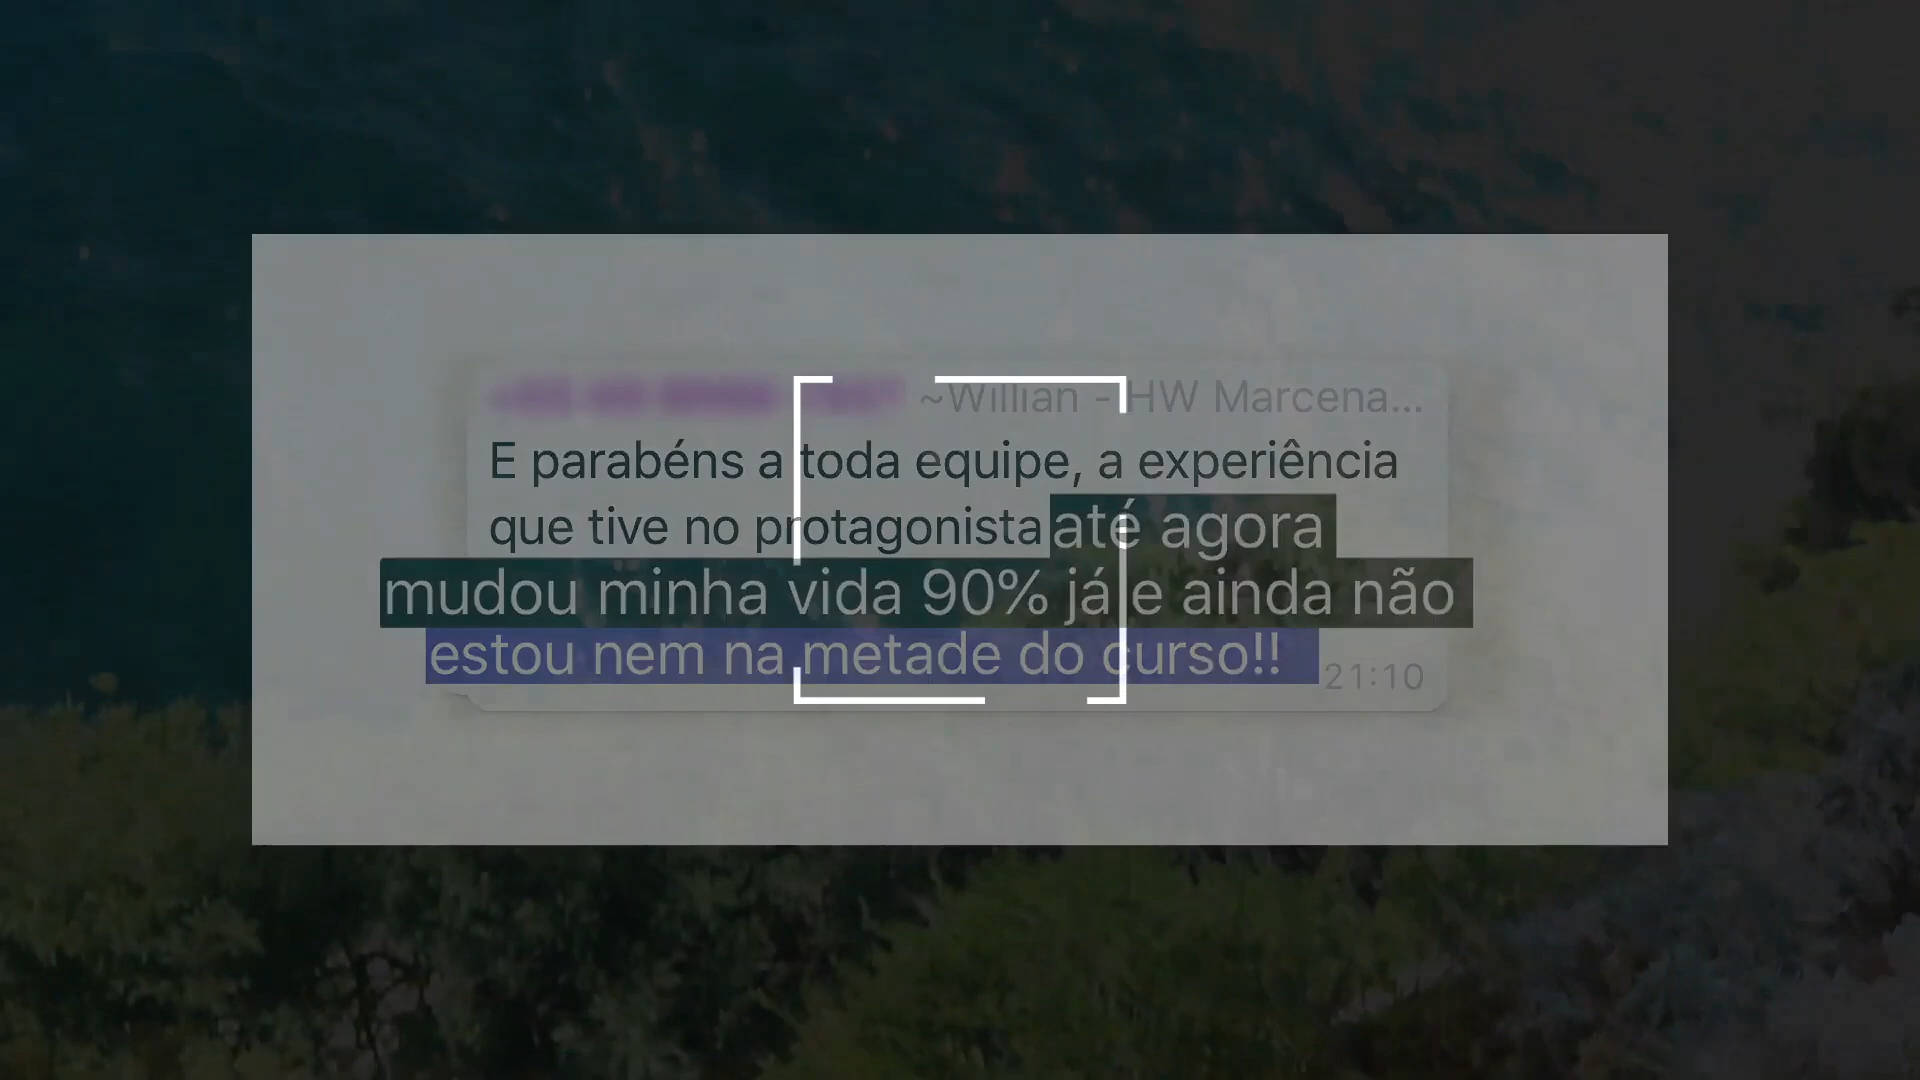 ~Willian - HW Marcena...
E parabéns a toda equipe, a experiência
que tive no protagonista até agora
mudou minha vida 90% já e ainda não
estou nem na metade do curso!!
21:10